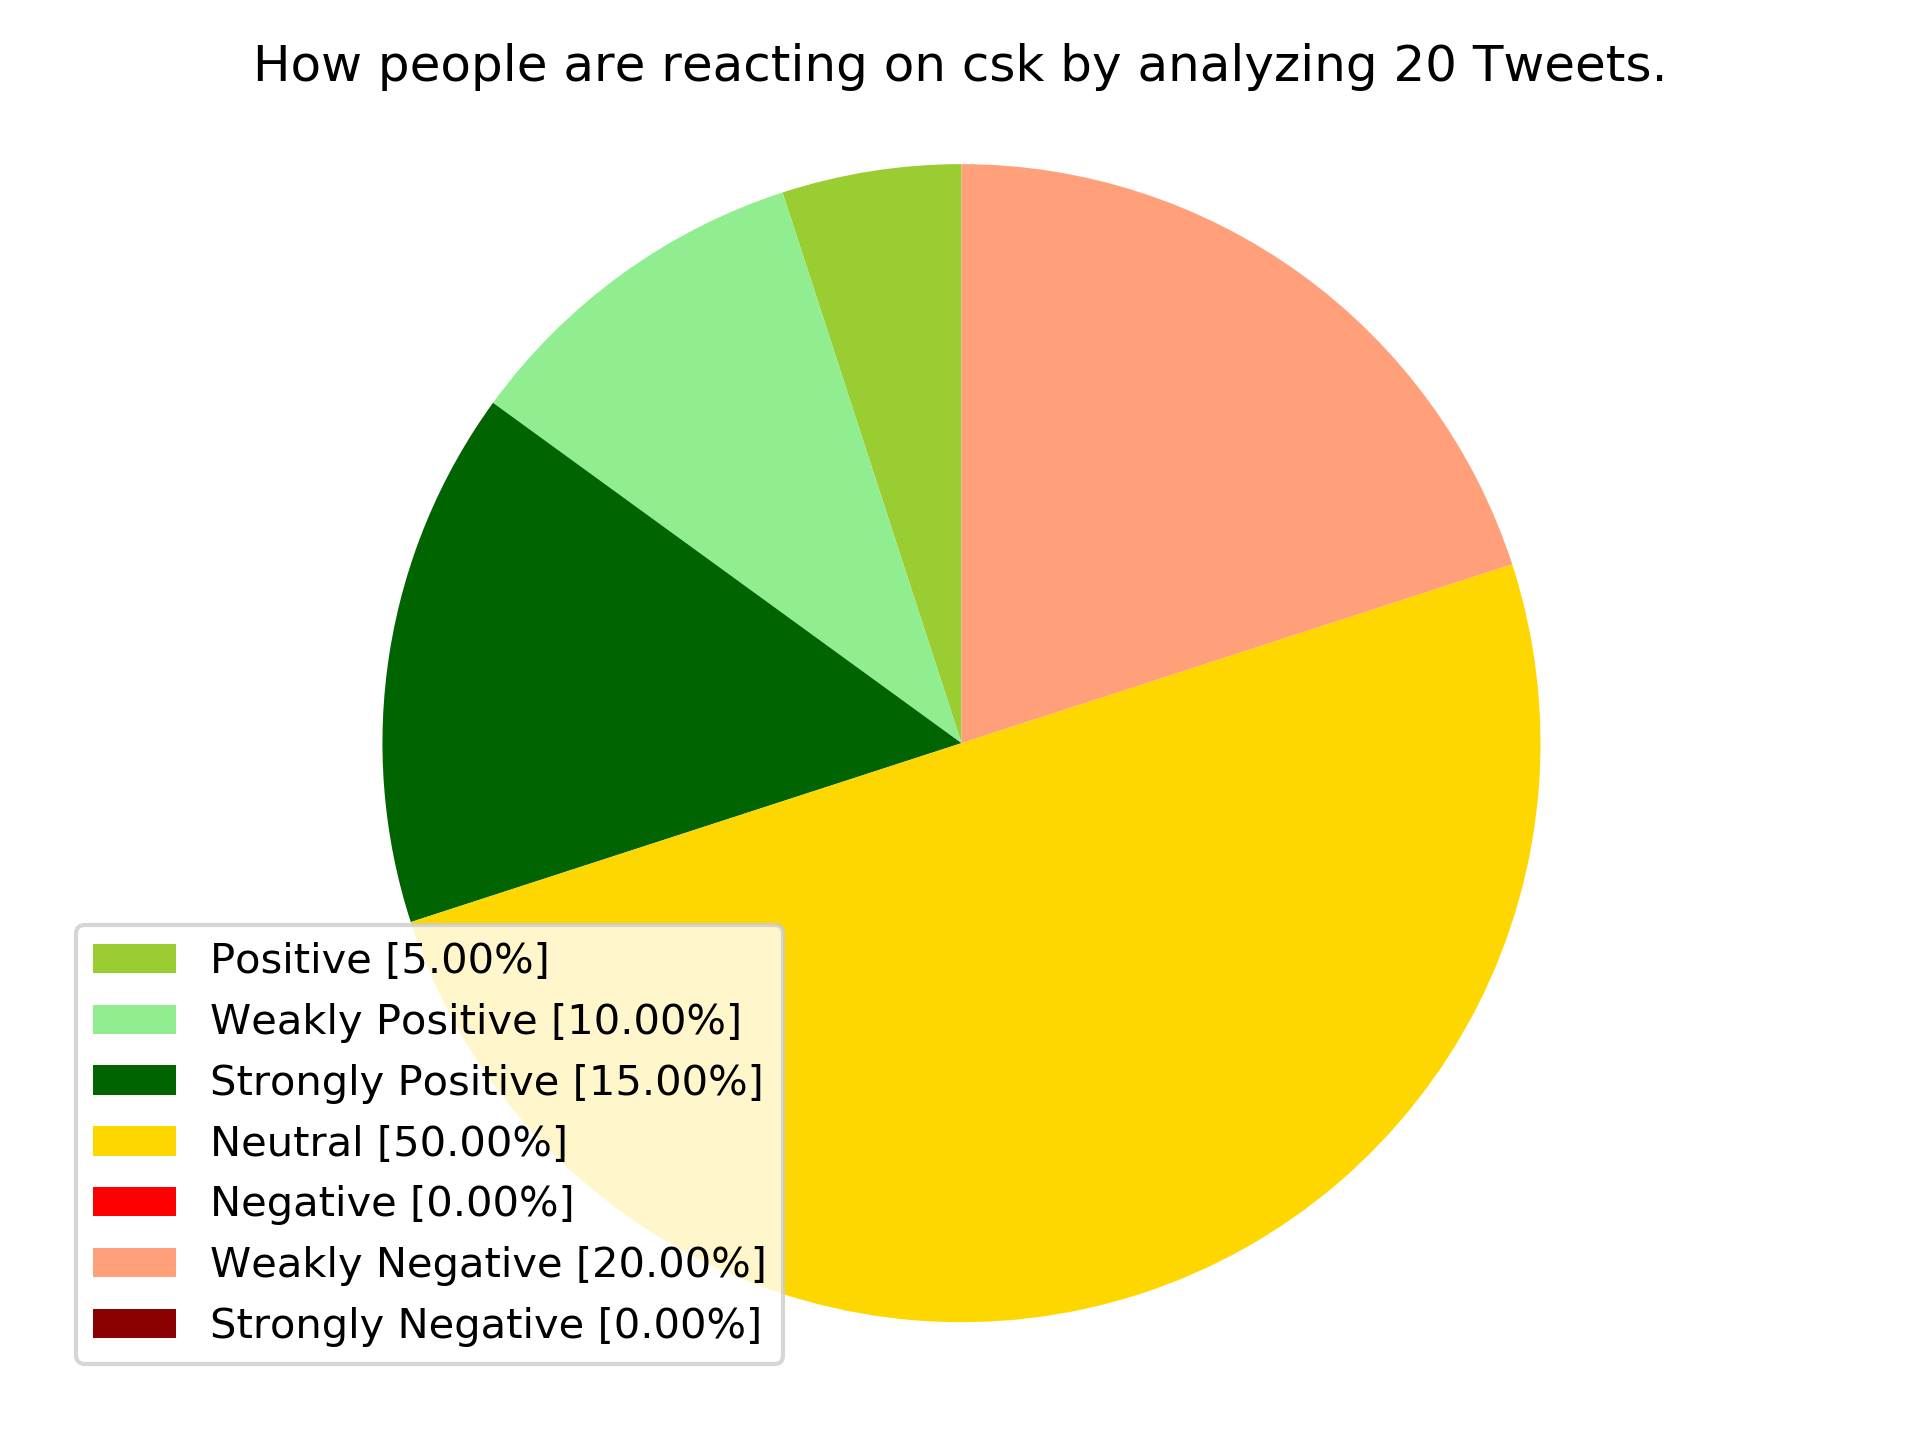 How people are reacting on csk by analyzing 20 Tweets.
Positive [5.00%]
Weakly Positive [10.00%]
Strongly Positive [15.00%]
Neutral [50.00%]
Negative [0.00%]
Weakly Negative [20.00%]
Strongly Negative [0.00%]